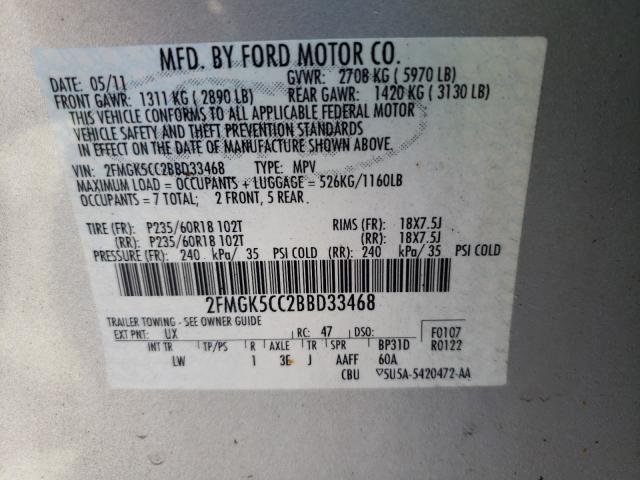 MFD. BY FORD MOTOR CO.
DATE: 05/11 GVWR: 2708 KG ( 5970 LB)
FRONT GAWR: 1311 KG ( 2890 LB) REAR GAWR: 1420 KG ( 3130 LB)
THIS VEHICLE CONFORMS TO ALL APPLICABLE FEDERAL MOTOR
VEHICLE SAFETY AND THEFT PREVENTION STANDARDS
IN EFFECT ON THE DATE OF MANUFACTURE SHOWN ABOVE.
VIN: 2FMGK5CC2BBD33468 TYPE: MPV
MAXIMUM LOAD = OCCUPANTS + LUGGAGE = 526KG/1160LB
OCCUPANTS = 7 TOTAL; 2 FRONT, 5 REAR.
TIRE (FR): P235/60R18 102T RIMS (FR): 18X7.5J
(RR): P235/60R18 102T (RR): 18X7.5J
PRESSURE (FR): 240 kPa/ 35 PSI COLD (RR): 240 kPa/ 35 PSI COLD
2FMGK5CC2BBD33468
TRAILER TOWING - SEE OWNER GUIDE
EXT PNT: UX RC: 47 DSO: F0107
INT TR TP/PS R AXLE TR SPR BP31D R0122
LW 1 3E J AAFF 60A
CBU ▽5U5A-5420472-AA